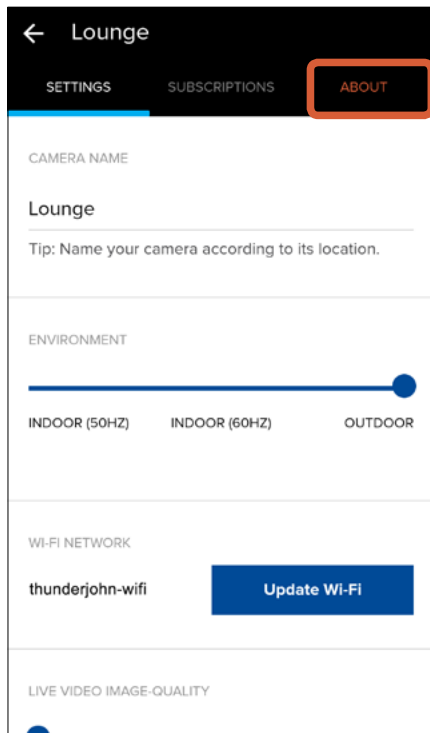 Lounge
SETTINGS SUBSCRIPTIONS ABOUT
CAMERA NAME
Lounge
Tip: Name your camera according to its location.
ENVIRONMENT
INDOOR (50HZ) INDOOR (60HZ) OUTDOOR
WI-FI NETWORK
thunderjohn-wifi Update Wi-Fi
LIVE VIDEO IMAGE-QUALITY